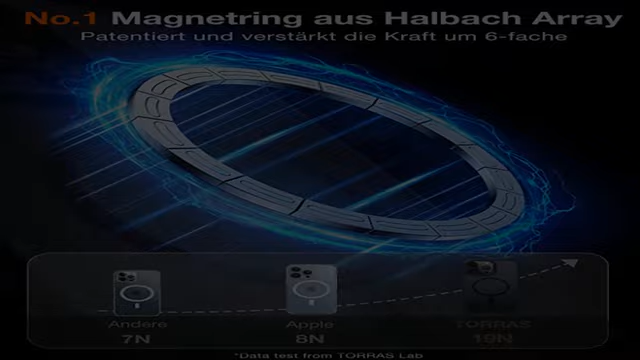 No.1 Magnetring aus Halbach Array
Patentiert und verstärkt die Kraft um 6-fache
Andere Apple TORRAS
7N 8N 19N
*Data test from TORRAS Lab